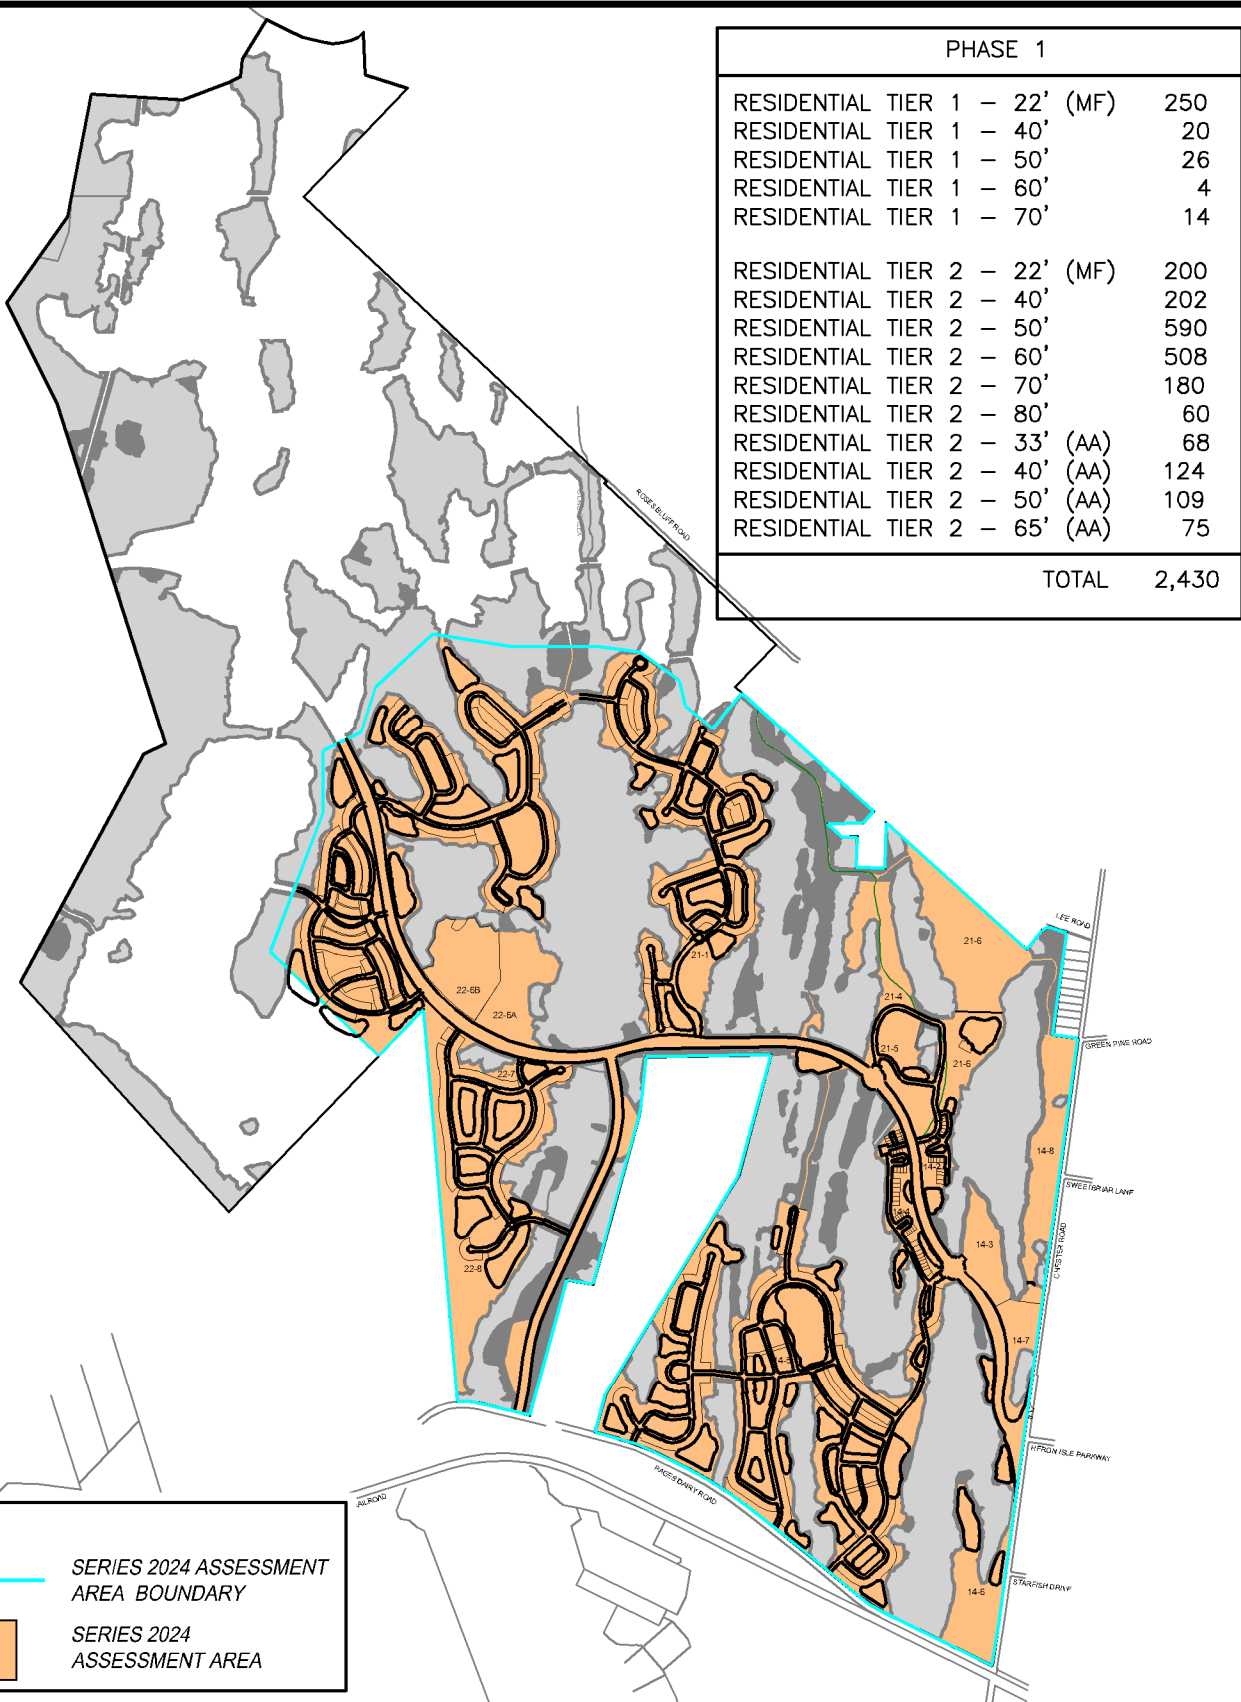 PHASE 1
RESIDENTIAL TIER 1 – 22' (MF) 250
RESIDENTIAL TIER 1 – 40' 20
RESIDENTIAL TIER 1 – 50' 26
RESIDENTIAL TIER 1 – 60' 4
RESIDENTIAL TIER 1 – 70' 14
RESIDENTIAL TIER 2 – 22' (MF) 200
RESIDENTIAL TIER 2 – 40' 202
RESIDENTIAL TIER 2 – 50' 590
RESIDENTIAL TIER 2 – 60' 508
RESIDENTIAL TIER 2 – 70' 180
RESIDENTIAL TIER 2 – 80' 60
RESIDENTIAL TIER 2 – 33' (AA) 68
RESIDENTIAL TIER 2 – 40' (AA) 124
RESIDENTIAL TIER 2 – 50' (AA) 109
RESIDENTIAL TIER 2 – 65' (AA) 75
TOTAL 2,430
ROSES BLUFF ROAD
LEE ROAD
21-6
21-1
22-6B
21-4
22-6A
GREEN PINE ROAD
21-5
21-6
22-7
14-8
14-2
SWEETBRIAR LANE
14-4
CHESTER ROAD
14-3
22-8
14-7
HERON ISLE PARKWAY
PAGES DAIRY ROAD
STARFISH DRIVE
14-6
SERIES 2024 ASSESSMENT
AREA BOUNDARY
SERIES 2024
ASSESSMENT AREA